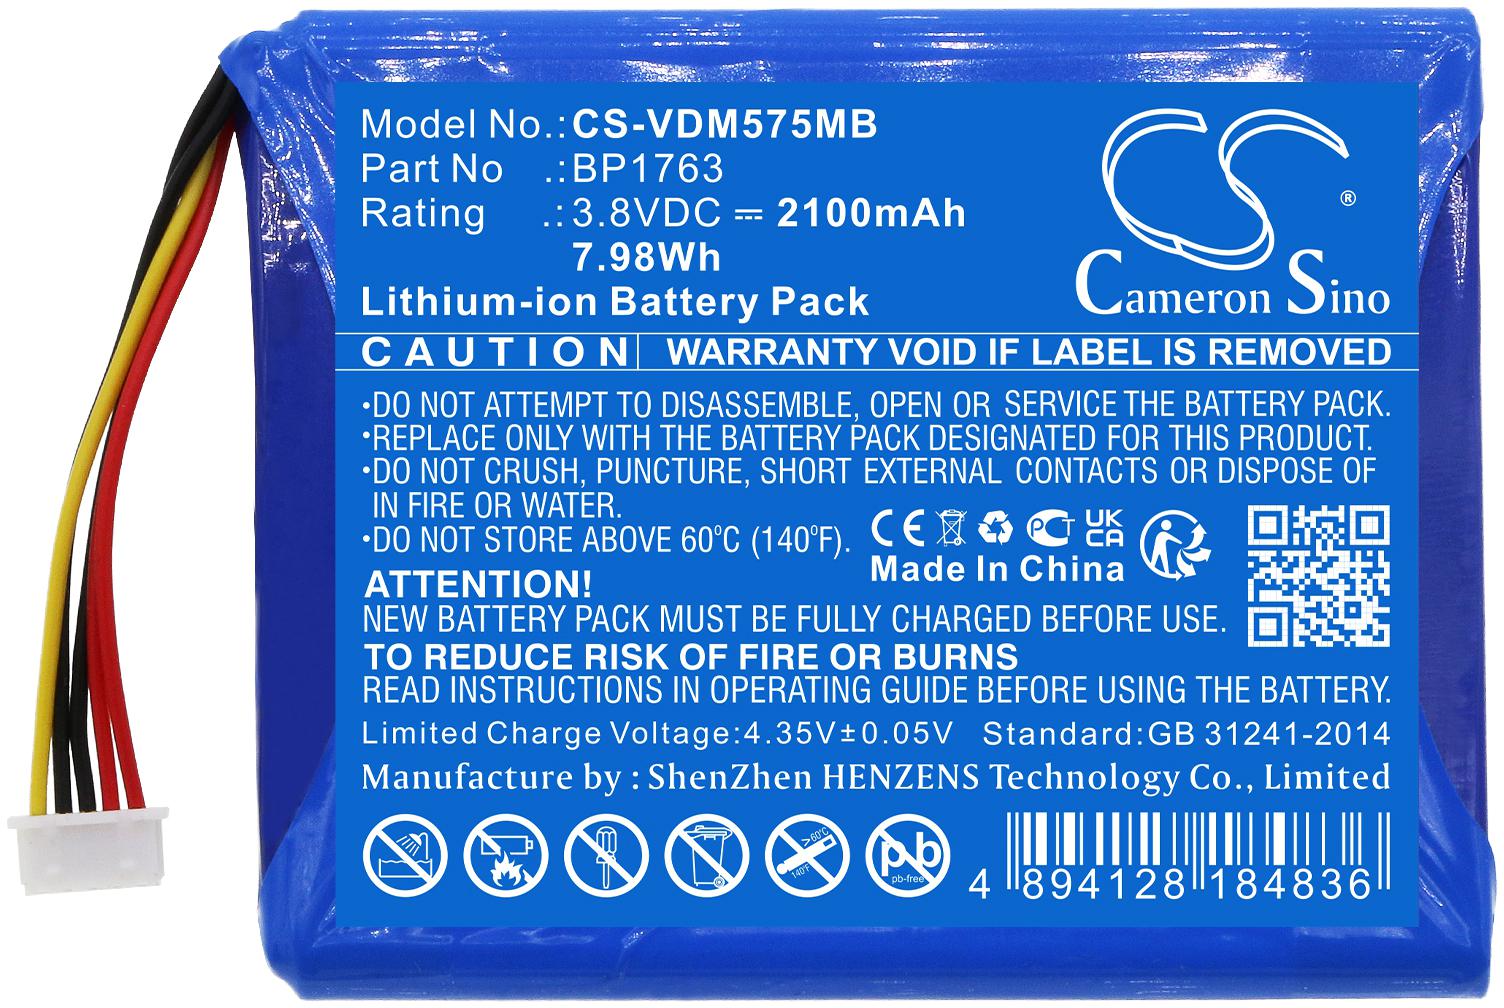 Model No.:CS-VDM575MB
Part No .:BP1763
Rating .:3.8VDC ⎓ 2100mAh
7.98Wh
Lithium-ion Battery Pack
CS
®
Cameron Sino
CAUTION WARRANTY VOID IF LABEL IS REMOVED
•DO NOT ATTEMPT TO DISASSEMBLE, OPEN OR SERVICE THE BATTERY PACK.
•REPLACE ONLY WITH THE BATTERY PACK DESIGNATED FOR THIS PRODUCT.
•DO NOT CRUSH, PUNCTURE, SHORT EXTERNAL CONTACTS OR DISPOSE OF
IN FIRE OR WATER.
•DO NOT STORE ABOVE 60°C (140°F).
CE PCT UK
CA
Made In China
ATTENTION!
NEW BATTERY PACK MUST BE FULLY CHARGED BEFORE USE.
TO REDUCE RISK OF FIRE OR BURNS
READ INSTRUCTIONS IN OPERATING GUIDE BEFORE USING THE BATTERY.
Limited Charge Voltage:4.35V±0.05V Standard:GB 31241-2014
Manufacture by : ShenZhen HENZENS Technology Co., Limited
>60°C
140°F
pb
pb-free
4 894128 184836